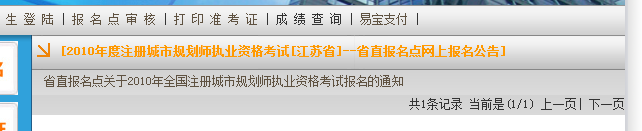 生 登 陆 | 报 名 点 审 核 | 打 印 准 考 证 | 成 绩 查 询 | 易宝支付 |
[2010年度注册城市规划师执业资格考试[江苏省]--省直报名点网上报名公告]
省直报名点关于2010年全国注册城市规划师执业资格考试报名的通知
共1条记录 当前是(1/1) 上一页| 下一页